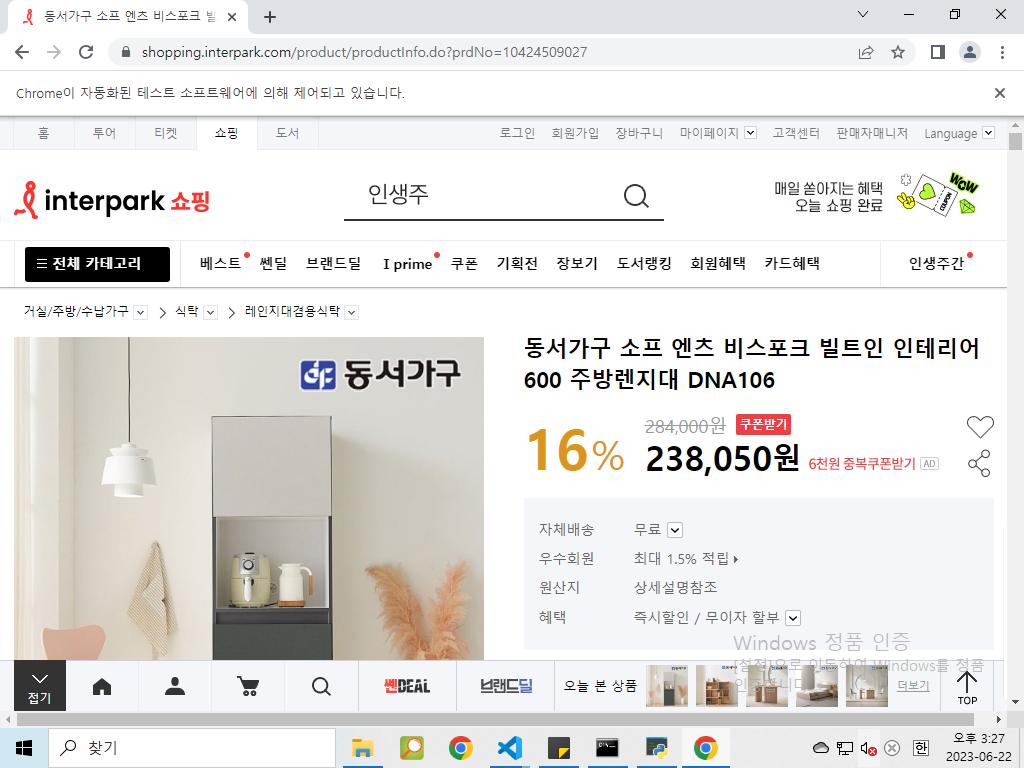 동서가구 소프 엔츠 비스포크 빌
shopping.interpark.com/product/productInfo.do?prdNo=10424509027
Chrome이 자동화된 테스트 소프트웨어에 의해 제어되고 있습니다.
홈 투어 티켓 쇼핑 도서 로그인 회원가입 장바구니 마이페이지 고객센터 판매자매니저 Language
interpark 쇼핑
인생주
매일 쏟아지는 혜택
오늘 쇼핑 완료
WOW
COUPON
전체 카테고리 베스트 쎈딜 브랜드딜 I prime 쿠폰 기획전 장보기 도서랭킹 회원혜택 카드혜택 인생주간
거실/주방/수납가구 식탁 레인지대겸용식탁
동서가구
동서가구 소프 엔츠 비스포크 빌트인 인테리어
600 주방렌지대 DNA106
284,000원 쿠폰받기
16% 238,050원 6천원 중복쿠폰받기 AD
자체배송 무료
우수회원 최대 1.5% 적립
원산지 상세설명참조
혜택 즉시할인 / 무이자 할부
Windows 정품 인증
[설정]으로 이동하여 Windows를 정품
인증합니다.
접기 쎈DEAL 브랜드딜 오늘 본 상품 더보기 TOP
찾기
한
오후 3:27
2023-06-22